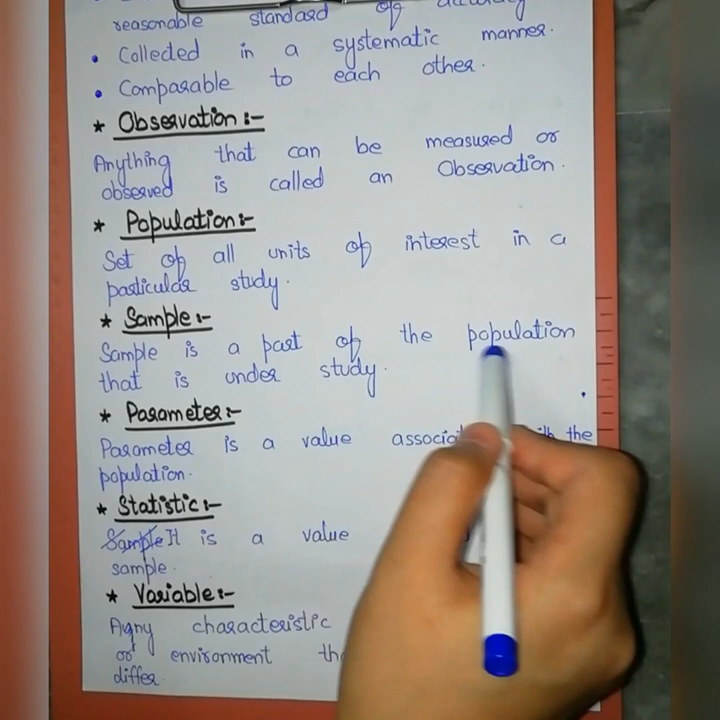 reasonable standard of accuracy
• Collected in a systematic manner.
• Comparable to each other.
* Observation:-
Anything that can be measured or
observed is called an Observation.
* Population:-
Set of all units of interest in a
particular study.
* Sample:-
Sample is a part of the population
that is under study.
* Parameter:-
Parameter is a value the
population.
* Statistic:-
Sample It is a value
sample.
* Variable:-
Any characteristic
or environment
differ.